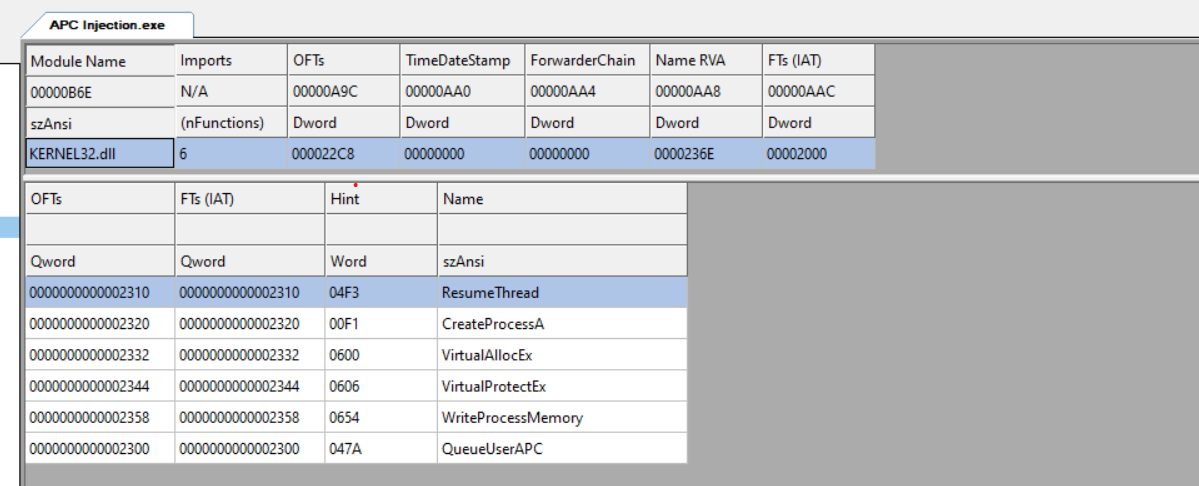 APC Injection.exe
Module Name Imports OFTs TimeDateStamp ForwarderChain Name RVA FTs (IAT)
00000B6E N/A 00000A9C 00000AA0 00000AA4 00000AA8 00000AAC
szAnsi (nFunctions) Dword Dword Dword Dword Dword
KERNEL32.dll 6 000022C8 00000000 00000000 0000236E 00002000
OFTs FTs (IAT) Hint Name
Qword Qword Word szAnsi
0000000000002310 0000000000002310 04F3 ResumeThread
0000000000002320 0000000000002320 00F1 CreateProcessA
0000000000002332 0000000000002332 0600 VirtualAllocEx
0000000000002344 0000000000002344 0606 VirtualProtectEx
0000000000002358 0000000000002358 0654 WriteProcessMemory
0000000000002300 0000000000002300 047A QueueUserAPC